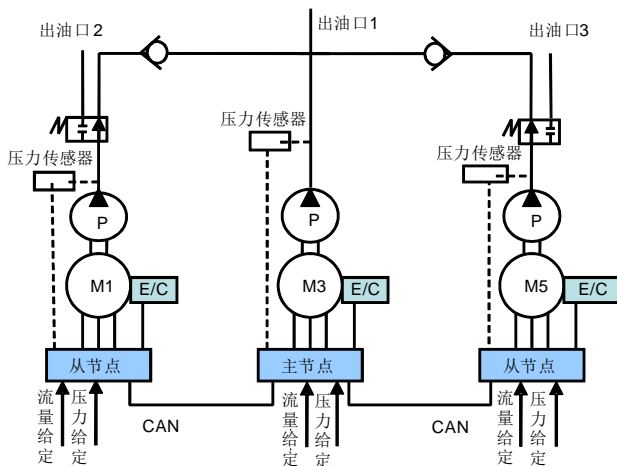 出油口2
出油口1
出油口3
压力传感器
压力传感器
压力传感器
P
P
P
M1
E/C
M3
E/C
M5
E/C
从节点
主节点
从节点
流量给定
压力给定
CAN
流量给定
压力给定
CAN
流量给定
压力给定